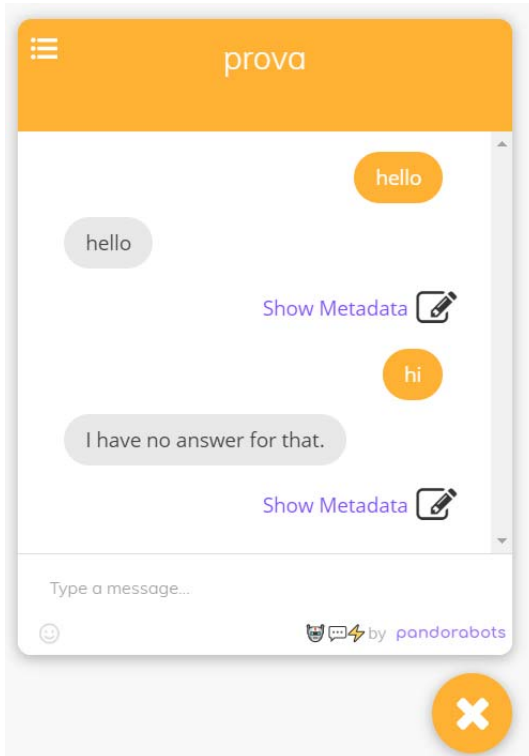 prova
hello
hello
Show Metadata
hi
I have no answer for that.
Show Metadata
Type a message...
by pandorabots